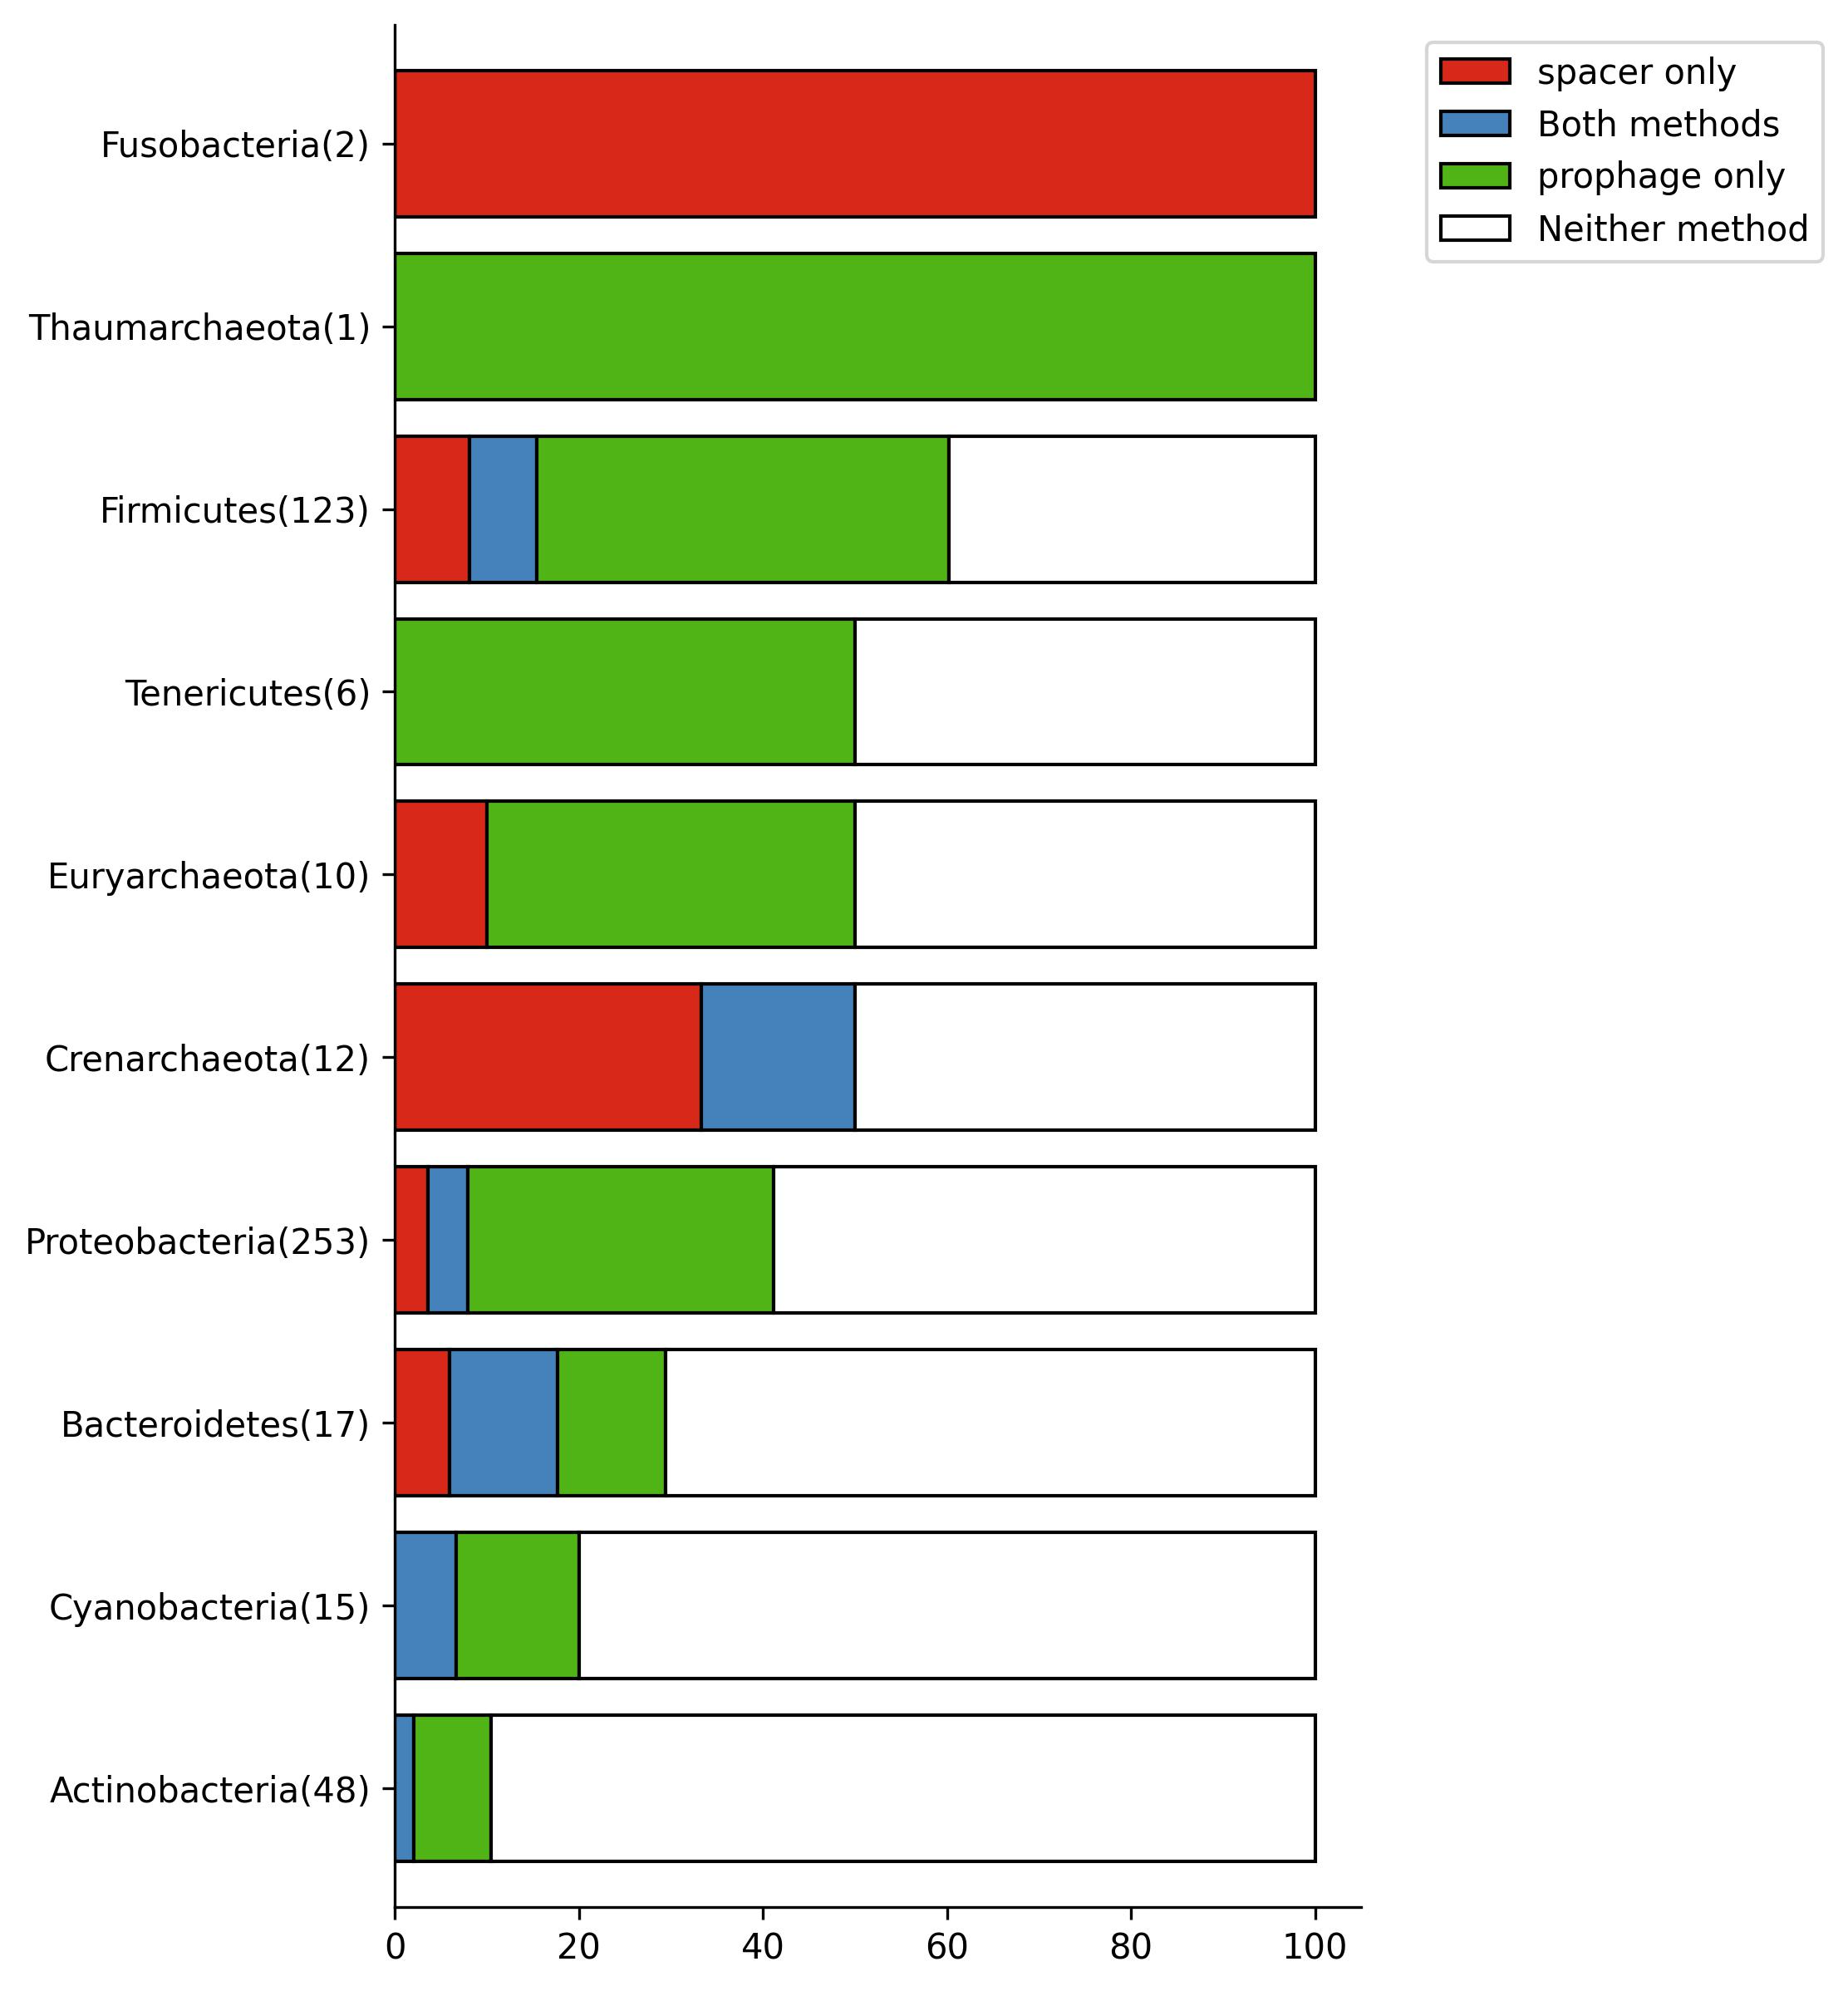 spacer only
Both methods
prophage only
Neither method
Fusobacteria(2)
Thaumarchaeota(1)
Firmicutes(123)
Tenericutes(6)
Euryarchaeota(10)
Crenarchaeota(12)
Proteobacteria(253)
Bacteroidetes(17)
Cyanobacteria(15)
Actinobacteria(48)
0 20 40 60 80 100